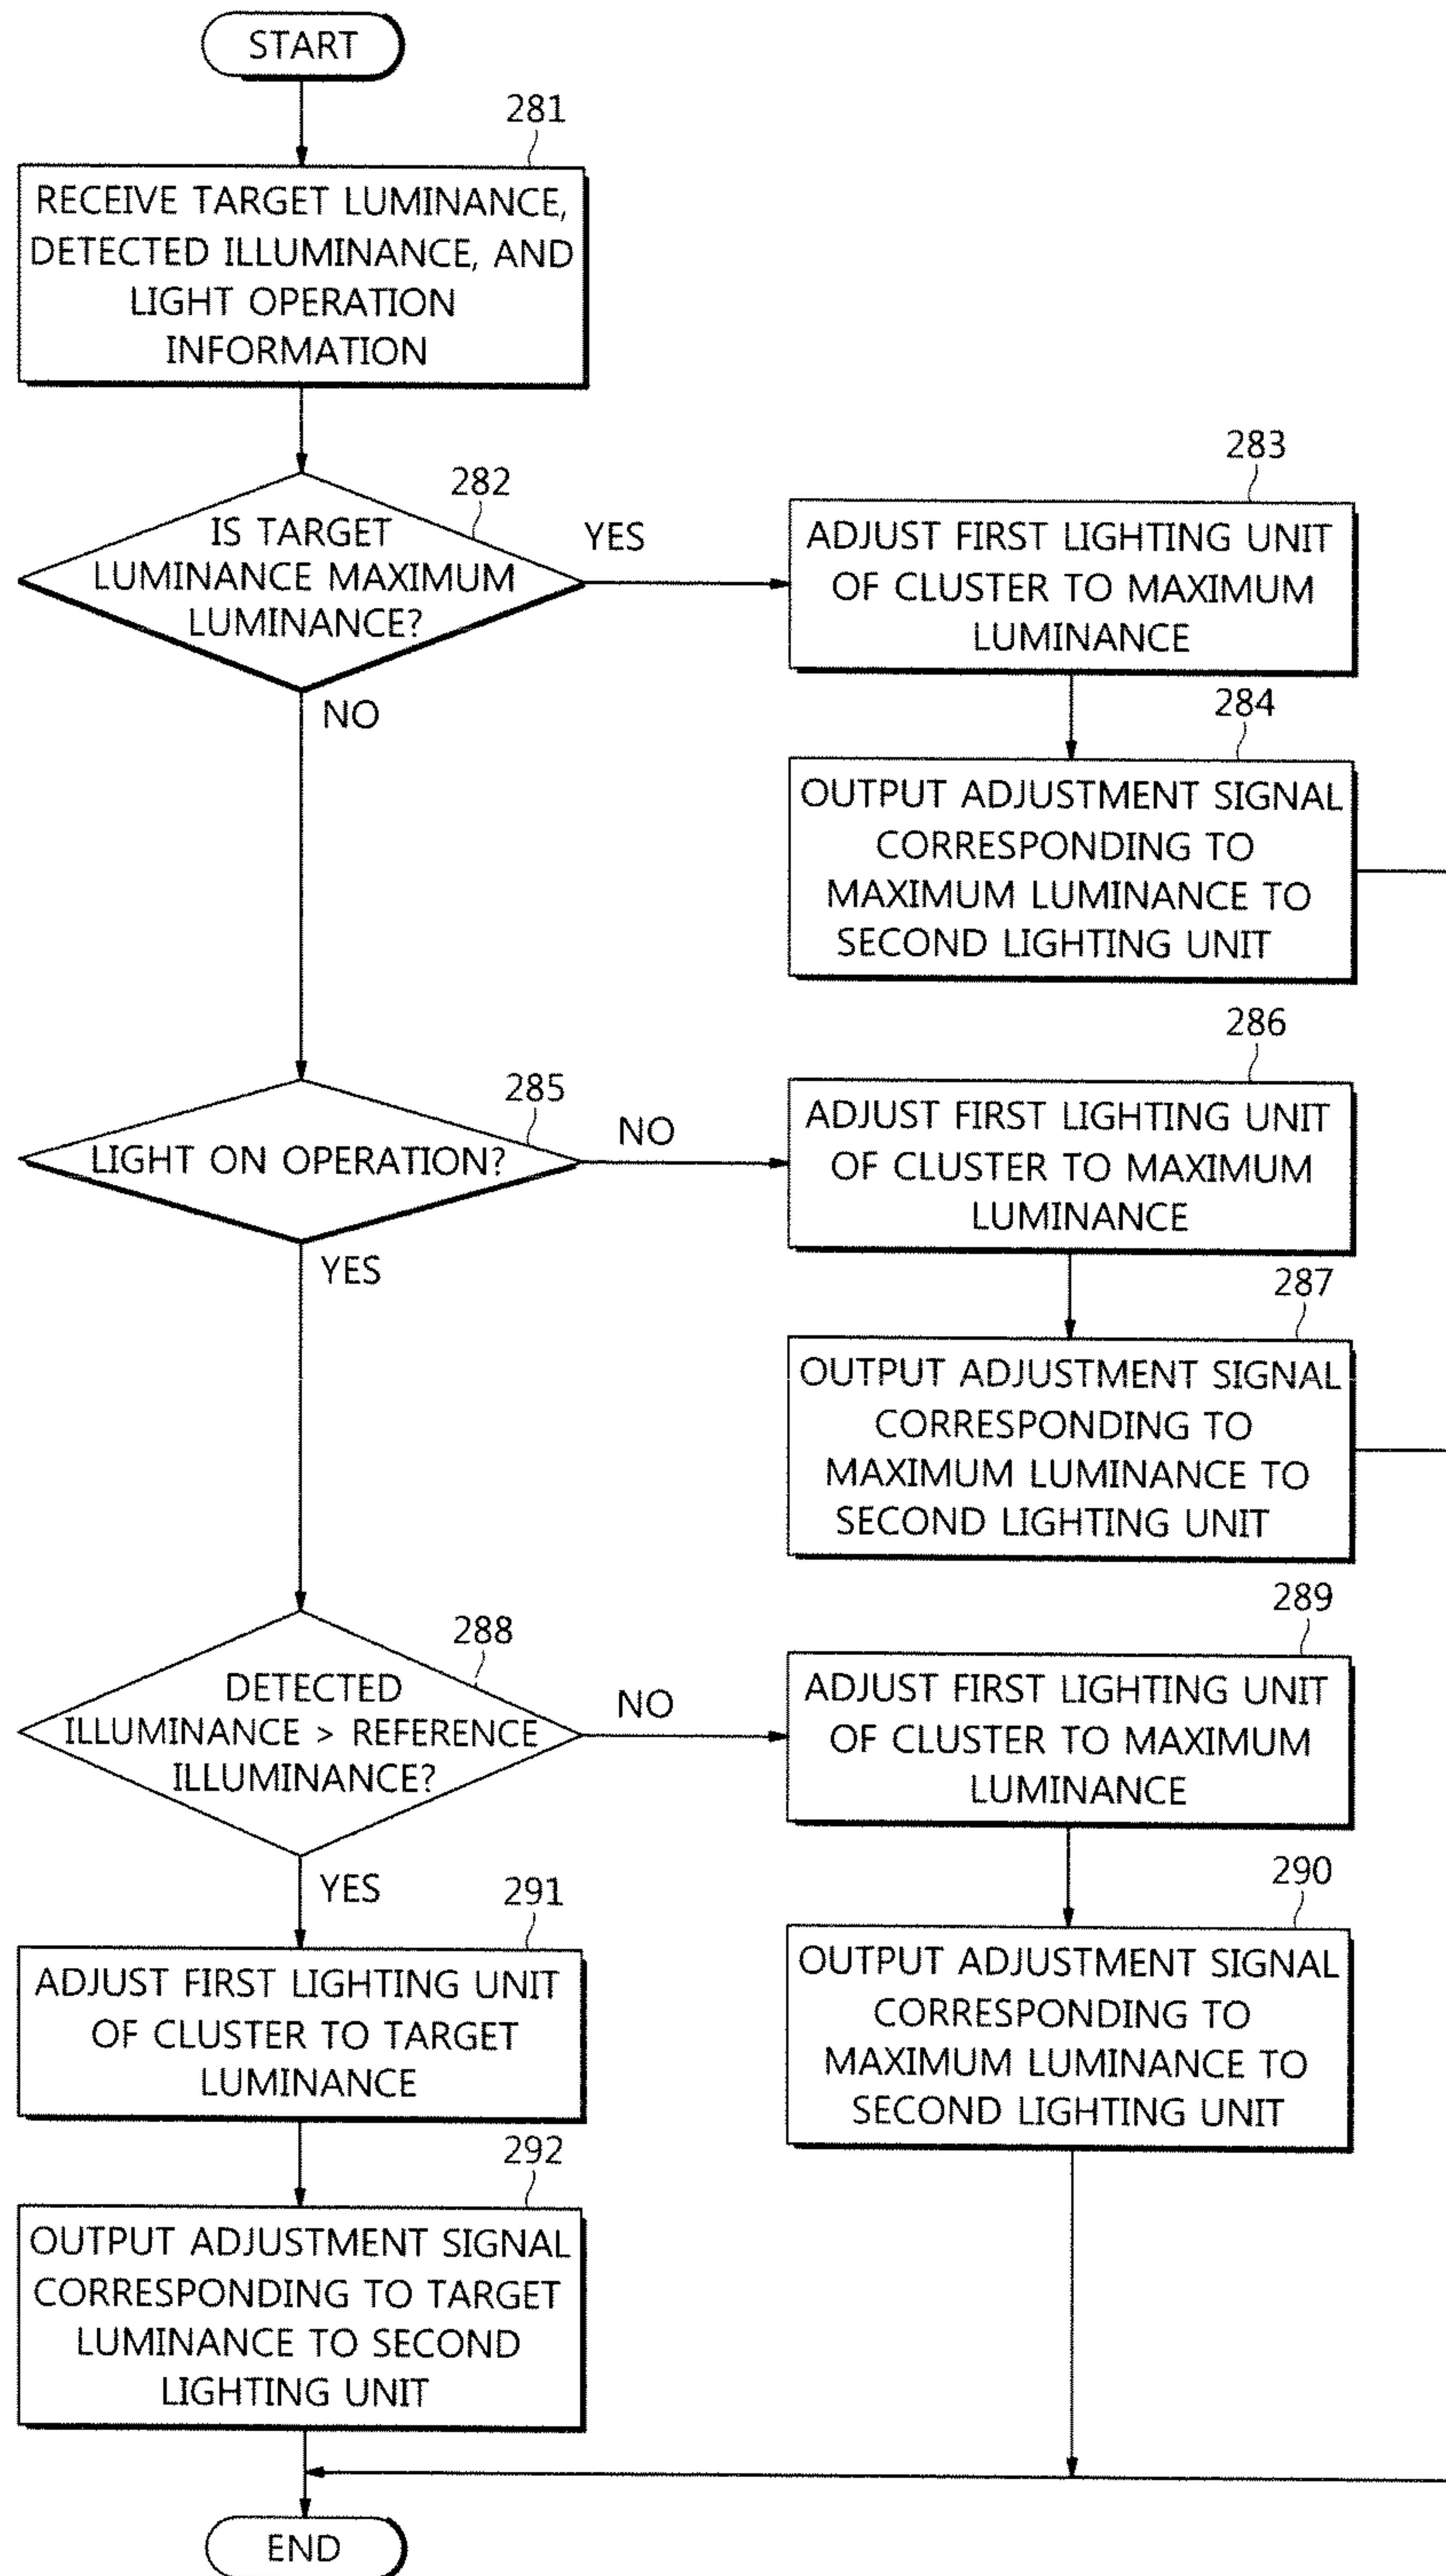 START
281
RECEIVE TARGET LUMINANCE,
DETECTED ILLUMINANCE, AND
LIGHT OPERATION
INFORMATION
282
IS TARGET
LUMINANCE MAXIMUM
LUMINANCE?
YES
NO
283
ADJUST FIRST LIGHTING UNIT
OF CLUSTER TO MAXIMUM
LUMINANCE
284
OUTPUT ADJUSTMENT SIGNAL
CORRESPONDING TO
MAXIMUM LUMINANCE TO
SECOND LIGHTING UNIT
285
LIGHT ON OPERATION?
NO
YES
286
ADJUST FIRST LIGHTING UNIT
OF CLUSTER TO MAXIMUM
LUMINANCE
287
OUTPUT ADJUSTMENT SIGNAL
CORRESPONDING TO
MAXIMUM LUMINANCE TO
SECOND LIGHTING UNIT
288
DETECTED
ILLUMINANCE > REFERENCE
ILLUMINANCE?
NO
YES
289
ADJUST FIRST LIGHTING UNIT
OF CLUSTER TO MAXIMUM
LUMINANCE
290
OUTPUT ADJUSTMENT SIGNAL
CORRESPONDING TO
MAXIMUM LUMINANCE TO
SECOND LIGHTING UNIT
291
ADJUST FIRST LIGHTING UNIT
OF CLUSTER TO TARGET
LUMINANCE
292
OUTPUT ADJUSTMENT SIGNAL
CORRESPONDING TO TARGET
LUMINANCE TO SECOND
LIGHTING UNIT
END